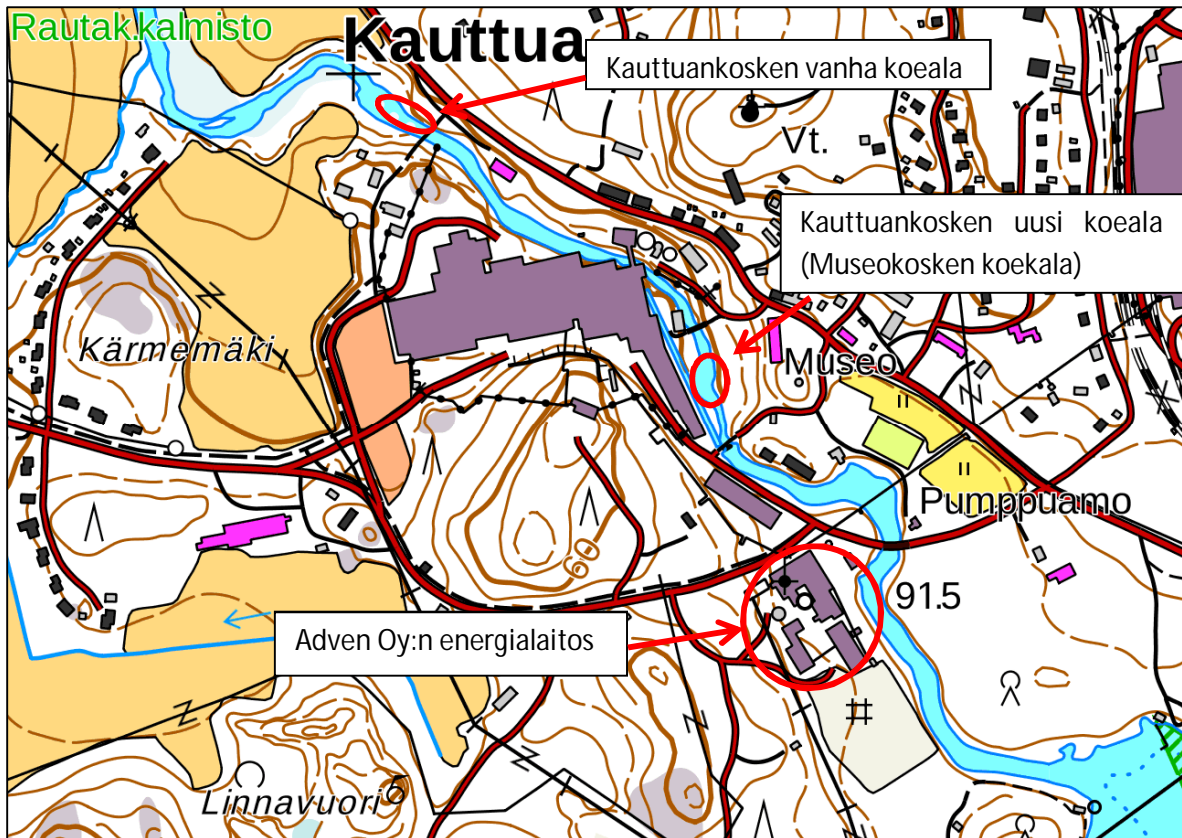 Rautak.kalmisto
Kauttua
Kauttuankosken vanha koeala
Vt.
Kauttuankosken uusi koeala
(Museokosken koekala)
Kärmemäki
Museo
Pumppuamo
60
91.5
Adven Oy:n energialaitos
Linnavuori